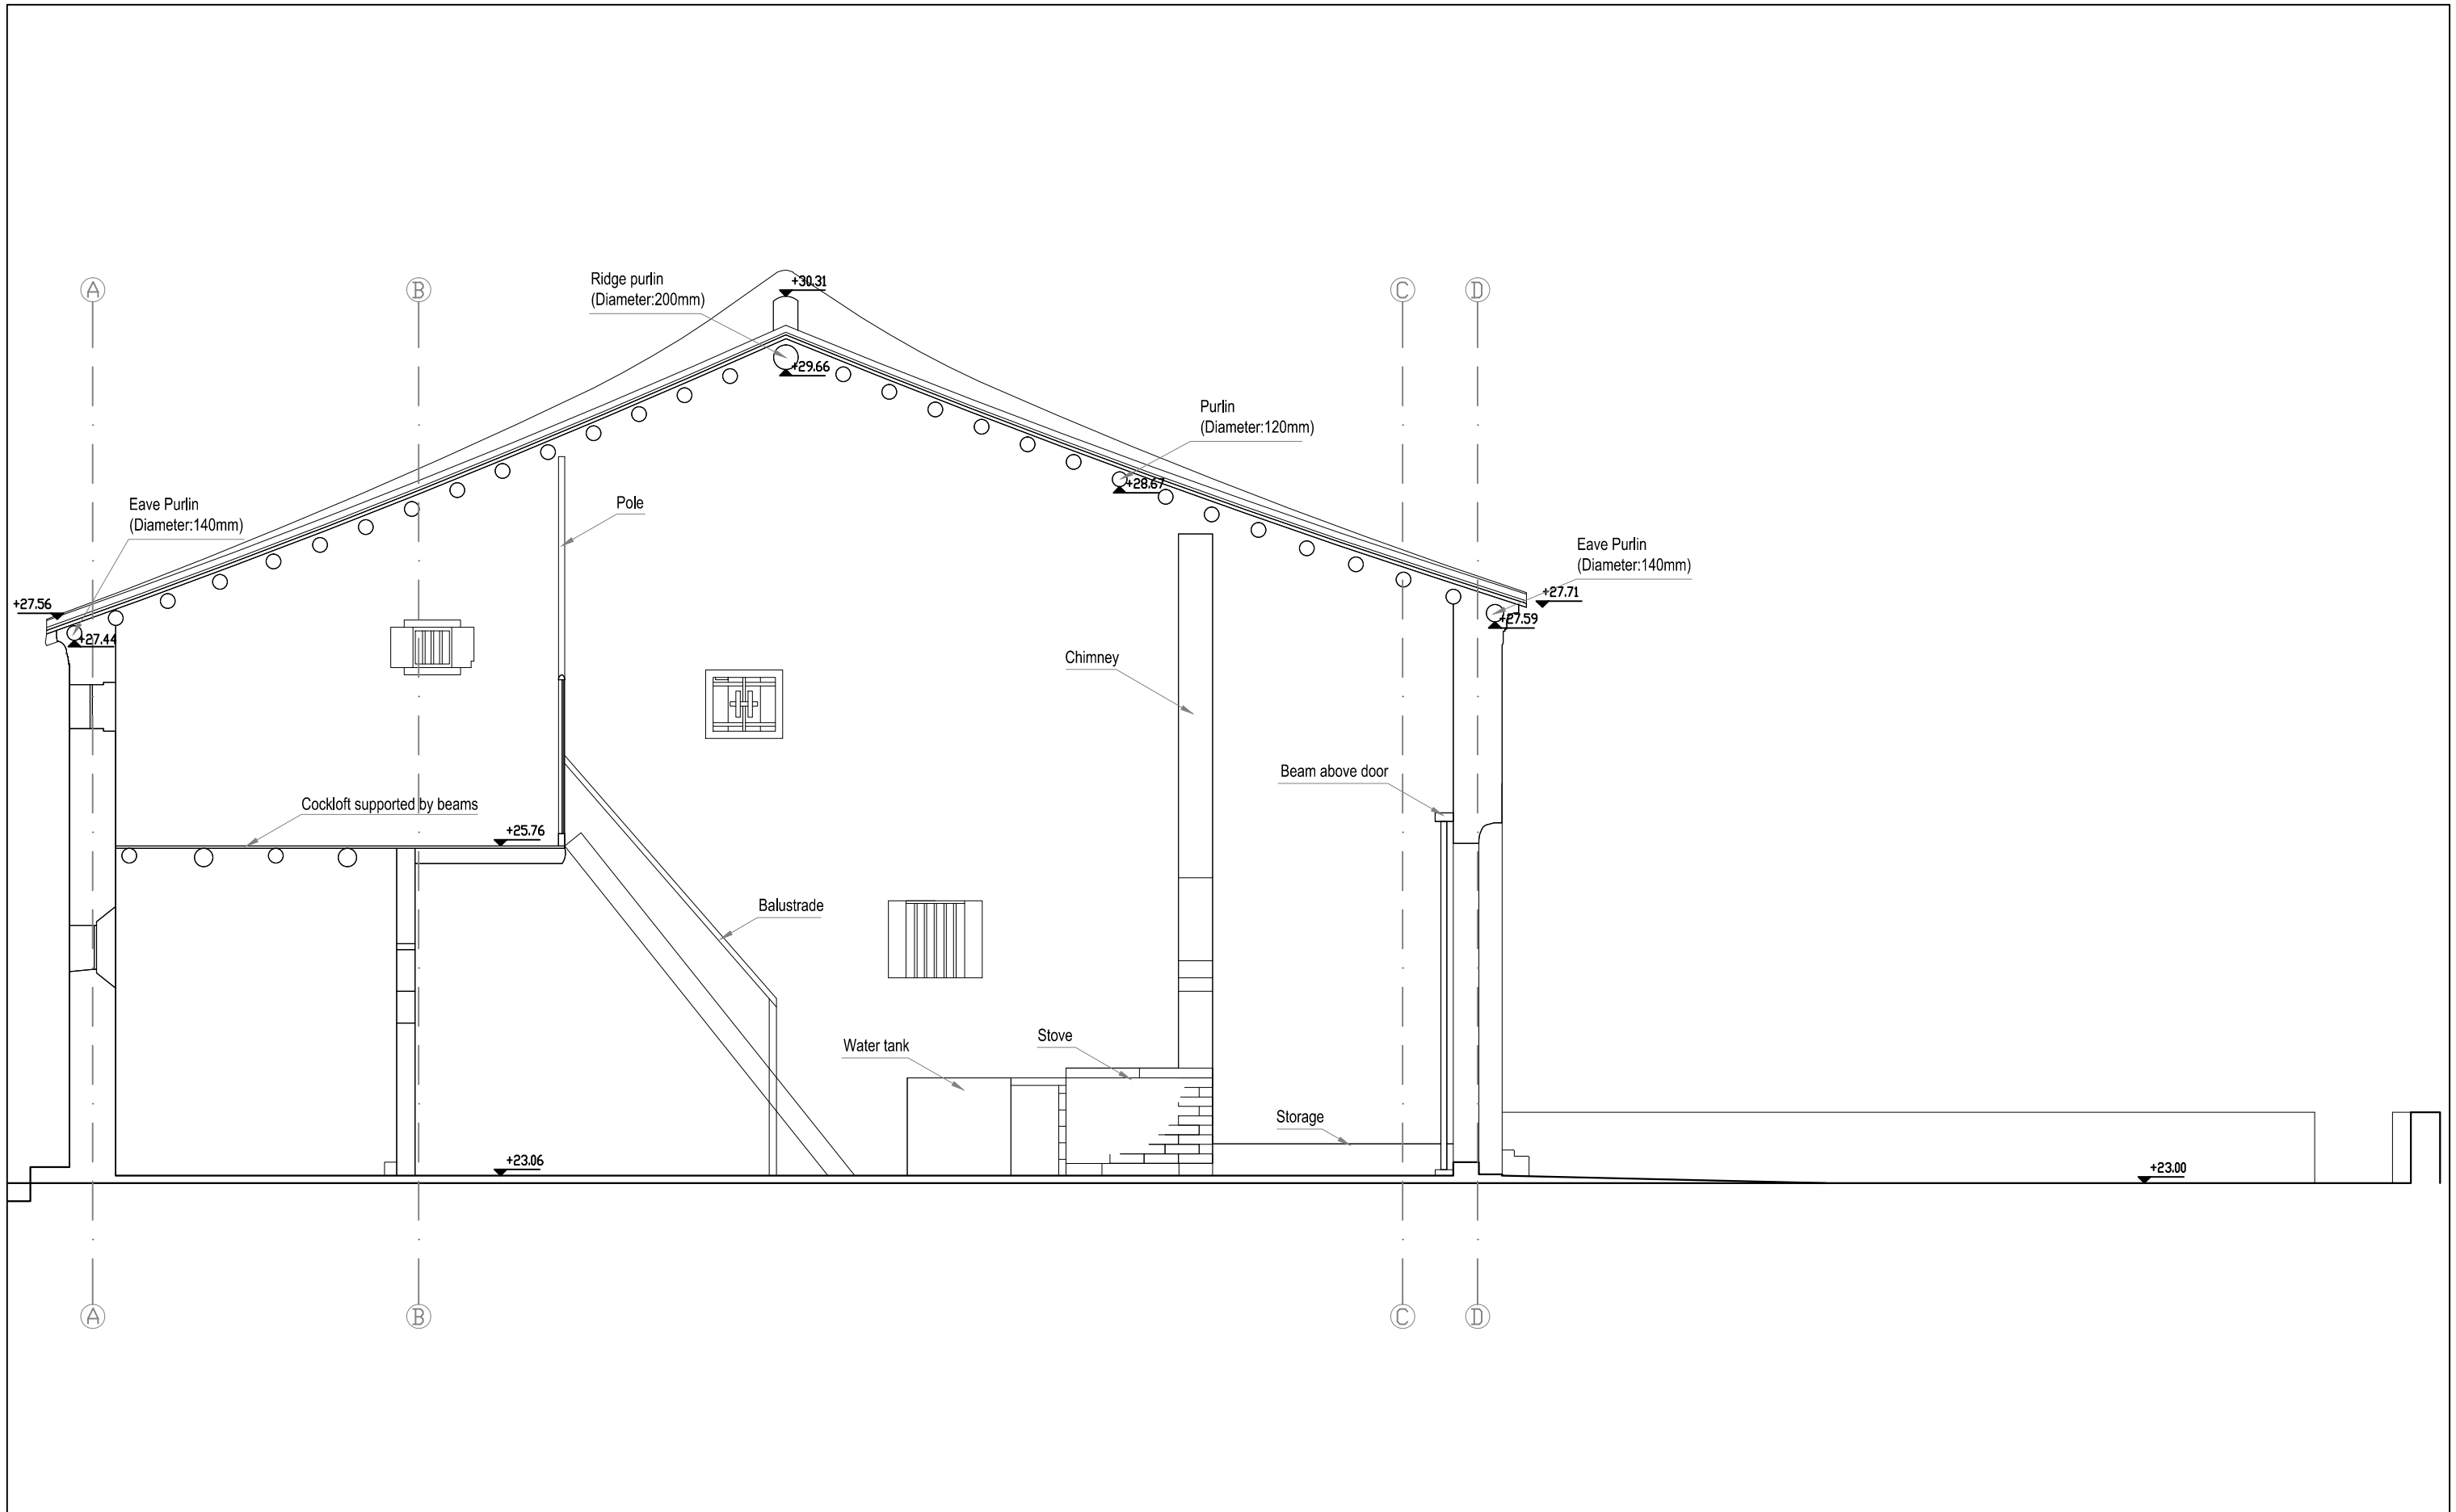 A
B
C
D
Ridge purlin
(Diameter:200mm)
+30.31
+29.66
Purlin
(Diameter:120mm)
+28.67
Eave Purlin
(Diameter:140mm)
Pole
Eave Purlin
(Diameter:140mm)
+27.56
+27.44
+27.71
+27.59
Chimney
Beam above door
Cockloft supported by beams
+25.76
Balustrade
Water tank
Stove
Storage
+23.06
+23.00
A
B
C
D